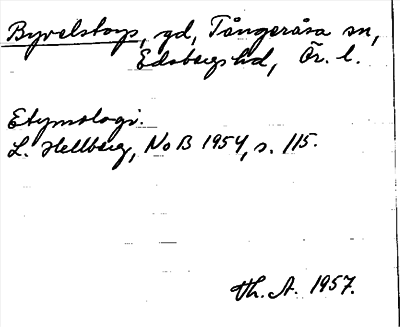 Byvelstorp, gd, Tångeråsa sn,
Edsbergs hd, Ör. l.
Etymologi.
L. Hellberg, NoB 1954, s. 115.
Th. A. 1957.